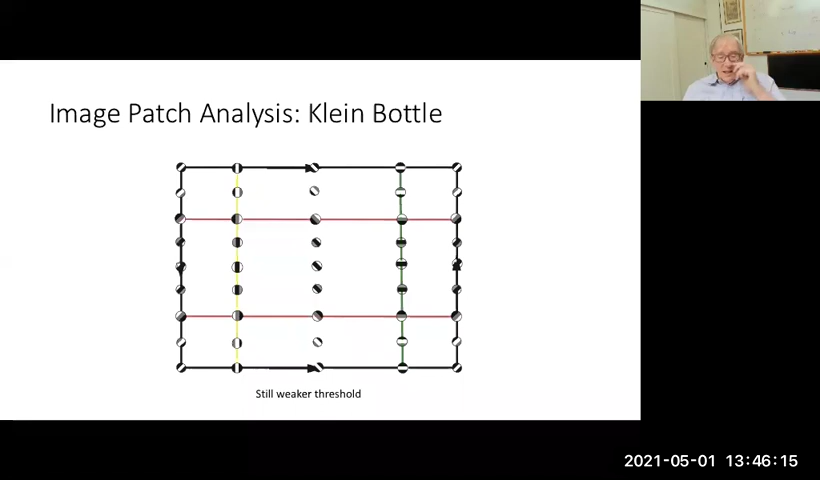 Image Patch Analysis: Klein Bottle
Still weaker threshold
2021-05-01 13:46:15